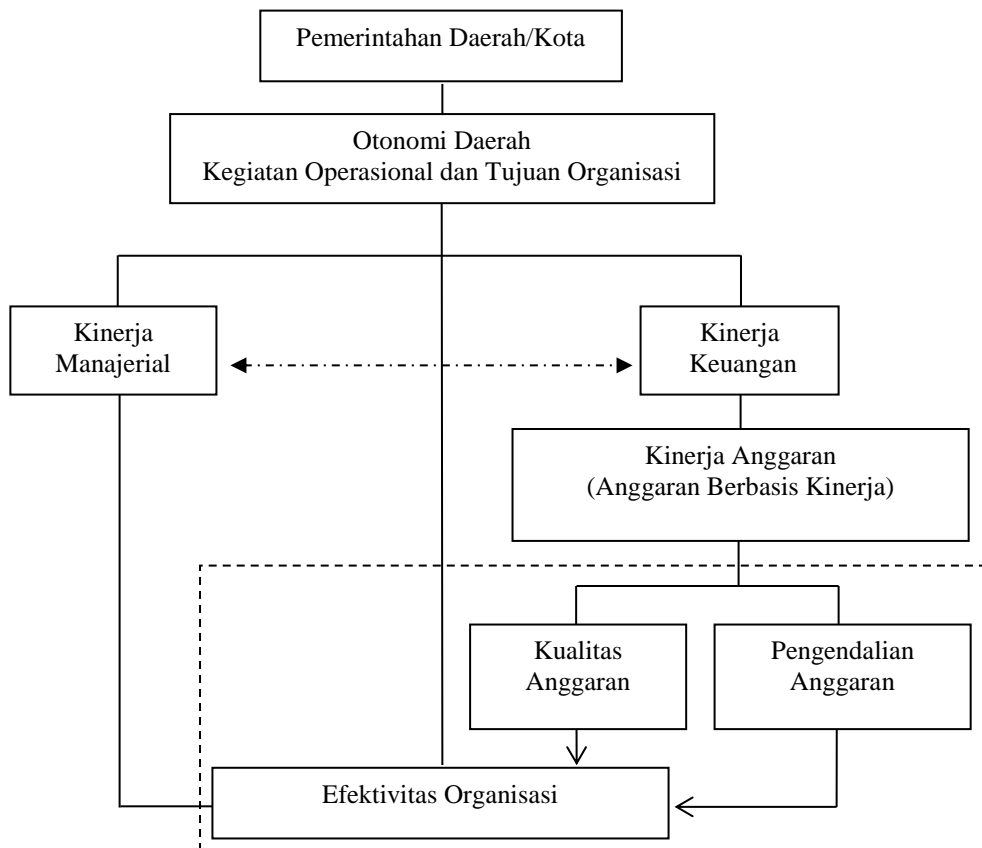 Pemerintahan Daerah/Kota
Otonomi Daerah
Kegiatan Operasional dan Tujuan Organisasi
Kinerja
Manajerial
Kinerja
Keuangan
Kinerja Anggaran
(Anggaran Berbasis Kinerja)
Kualitas
Anggaran
Pengendalian
Anggaran
Efektivitas Organisasi